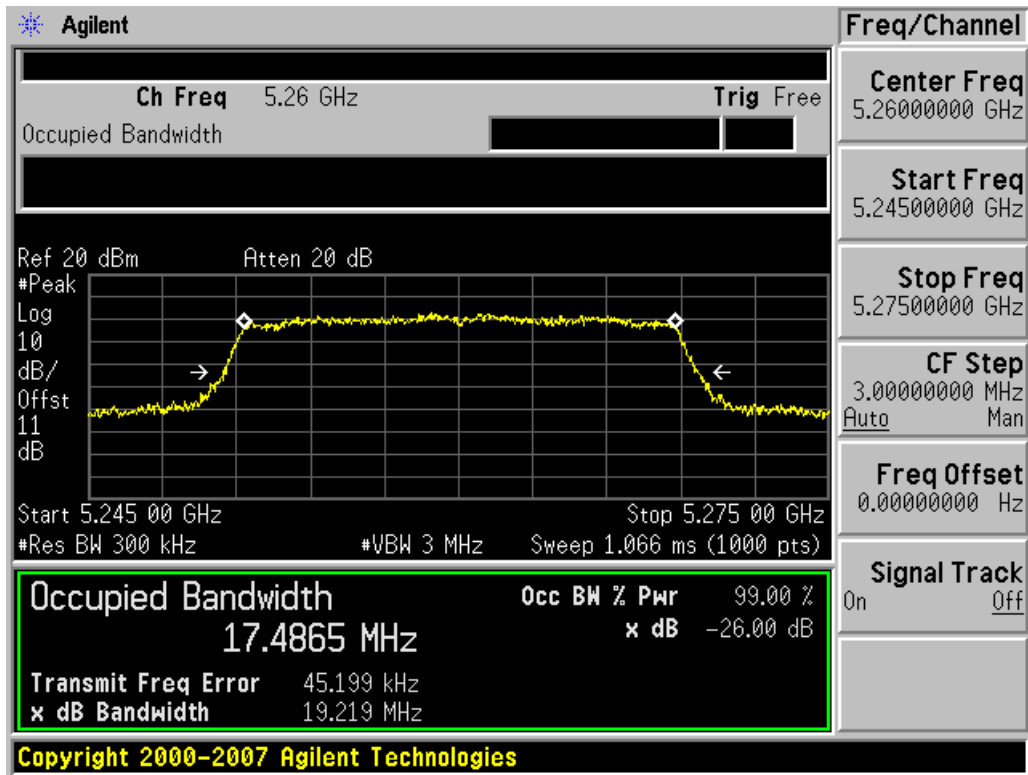 Agilent
Freq/Channel
Ch Freq 5.26 GHz Trig Free
Occupied Bandwidth
Center Freq
5.26000000 GHz
Start Freq
5.24500000 GHz
Stop Freq
5.27500000 GHz
CF Step
3.00000000 MHz
Auto Man
Freq Offset
0.00000000 Hz
Signal Track
On Off
Ref 20 dBm Atten 20 dB
#Peak
Log
10
dB/
Offst
11
dB
Start 5.245 00 GHz Stop 5.275 00 GHz
#Res BW 300 kHz #VBW 3 MHz Sweep 1.066 ms (1000 pts)
Occupied Bandwidth
17.4865 MHz
Occ BW % Pwr 99.00 %
x dB -26.00 dB
Transmit Freq Error 45.199 kHz
x dB Bandwidth 19.219 MHz
Copyright 2000-2007 Agilent Technologies